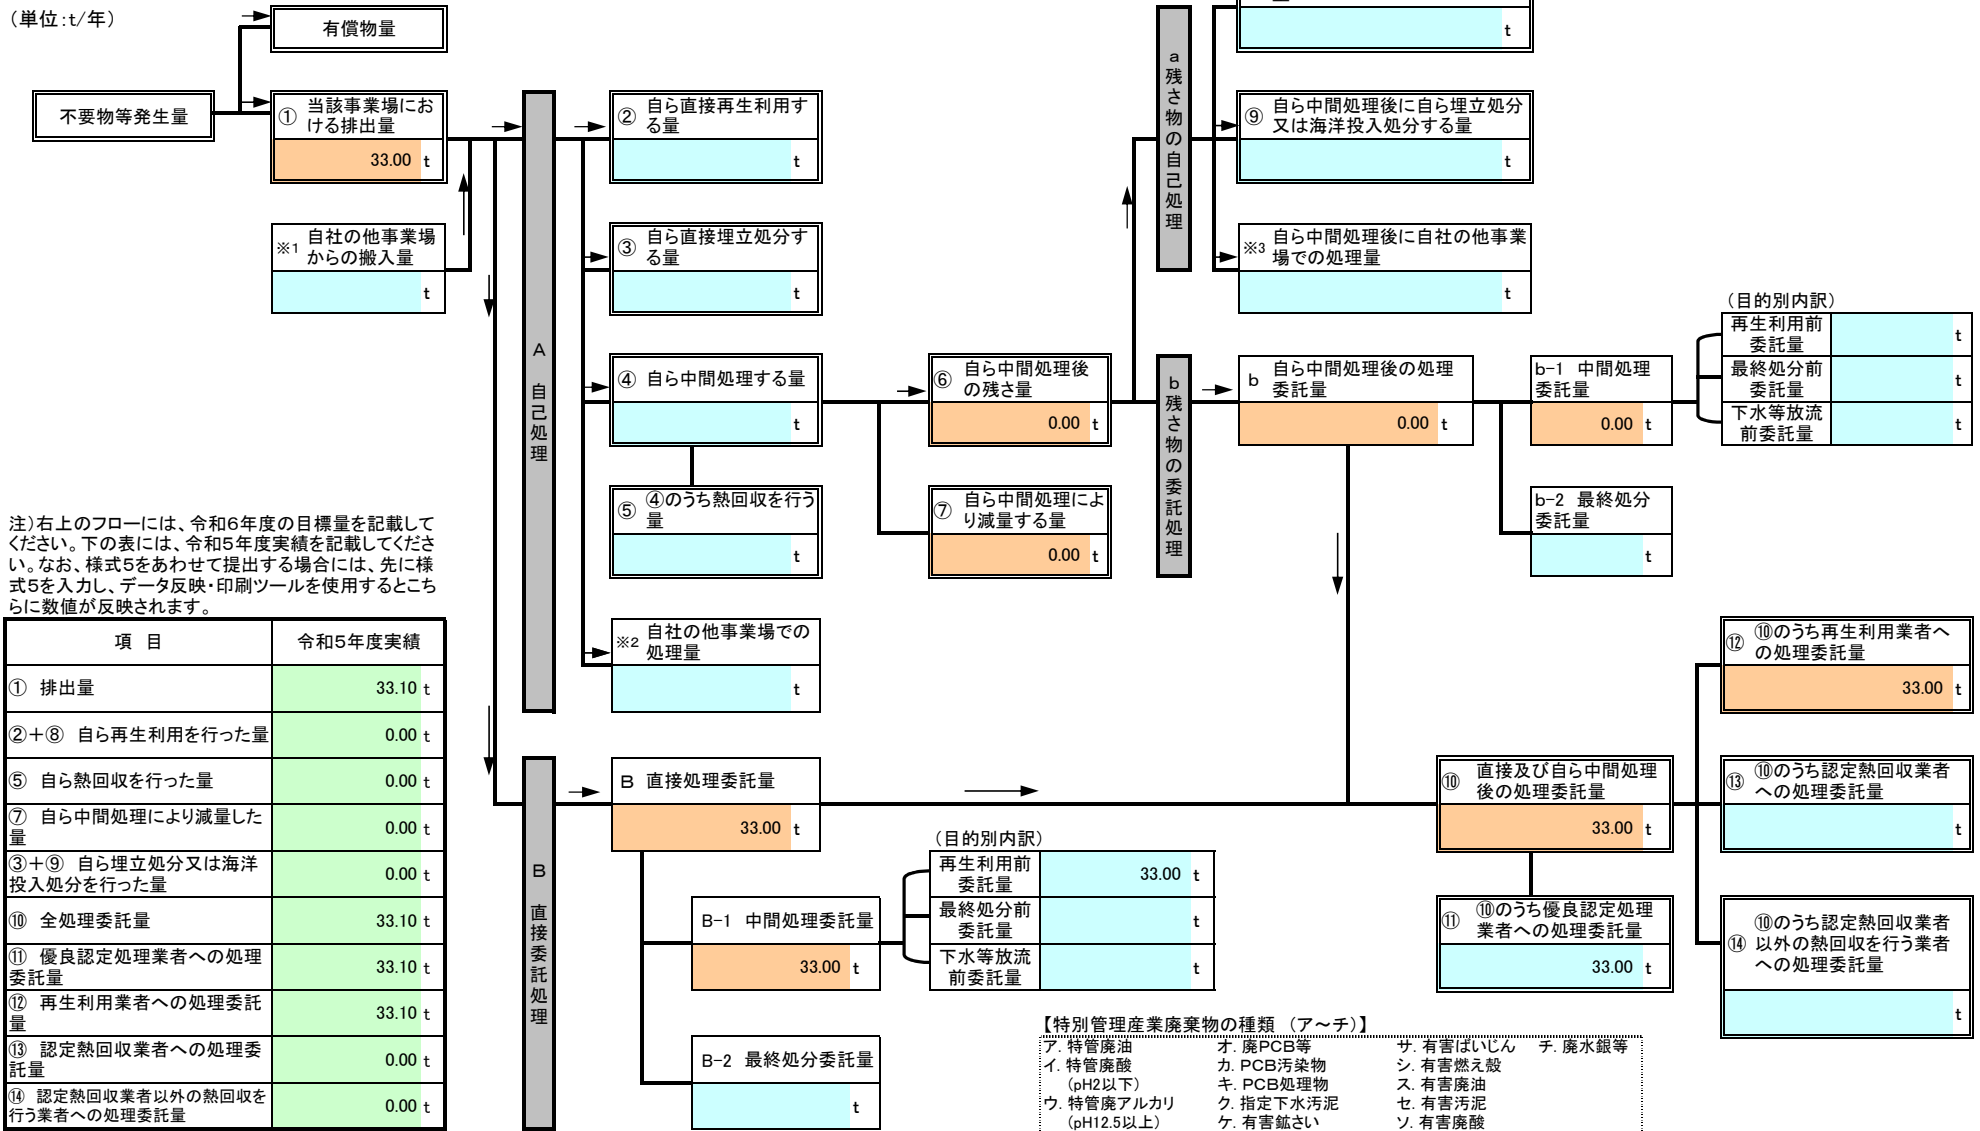 （単位:t/年）
有償物量
不要物等発生量
① 当該事業場にお
ける排出量
33.00 t
※1 自社の他事業場
からの搬入量
t
A 自己処理
② 自ら直接再生利用す
る量
t
③ 自ら直接埋立処分す
る量
t
④ 自ら中間処理する量
t
⑤ ④のうち熱回収を行う
量
t
※2 自社の他事業場での
処理量
t
⑥ 自ら中間処理後
の残さ量
0.00 t
⑦ 自ら中間処理によ
り減量する量
0.00 t
a 残さ物の自己処理
t
⑨ 自ら中間処理後に自ら埋立処分
又は海洋投入処分する量
t
※3 自ら中間処理後に自社の他事業
場での処理量
t
b 残さ物の委託処理
b 自ら中間処理後の処理
委託量
0.00 t
b-1 中間処理
委託量
0.00 t
b-2 最終処分
委託量
t
（目的別内訳）
再生利用前
委託量
t
最終処分前
委託量
t
下水等放流
前委託量
t
注）右上のフローには、令和６年度の目標量を記載して
ください。下の表には、令和５年度実績を記載してくださ
い。なお、様式５をあわせて提出する場合には、先に様
式５を入力し、データ反映・印刷ツールを使用するとこち
らに数値が反映されます。
項 目 令和５年度実績
① 排出量 33.10 t
②＋⑧ 自ら再生利用を行った量 0.00 t
⑤ 自ら熱回収を行った量 0.00 t
⑦ 自ら中間処理により減量した
量 0.00 t
③＋⑨ 自ら埋立処分又は海洋
投入処分を行った量 0.00 t
⑩ 全処理委託量 33.10 t
⑪ 優良認定処理業者への処理
委託量 33.10 t
⑫ 再生利用業者への処理委託
量 33.10 t
⑬ 認定熱回収業者への処理委
託量 0.00 t
⑭ 認定熱回収業者以外の熱回収を
行う業者への処理委託量 0.00 t
B 直接委託処理
B 直接処理委託量
33.00 t
B-1 中間処理委託量
33.00 t
B-2 最終処分委託量
t
（目的別内訳）
再生利用前
委託量
33.00 t
最終処分前
委託量
t
下水等放流
前委託量
t
⑩ 直接及び自ら中間処理
後の処理委託量
33.00 t
⑪ ⑩のうち優良認定処理
業者への処理委託量
33.00 t
⑫ ⑩のうち再生利用業者へ
の処理委託量
33.00 t
⑬ ⑩のうち認定熱回収業者
への処理委託量
t
⑭ ⑩のうち認定熱回収業者
以外の熱回収を行う業者
への処理委託量
t
【特別管理産業廃棄物の種類 （ア～チ）】
ア. 特管廃油 オ. 廃PCB等 サ. 有害ばいじん チ. 廃水銀等
イ. 特管廃酸 カ. PCB汚染物 シ. 有害燃え殻
（pH2以下） キ. PCB処理物 ス. 有害廃油
ウ. 特管廃アルカリ ク. 指定下水汚泥 セ. 有害汚泥
（pH12.5以上） ケ. 有害鉱さい ソ. 有害廃酸